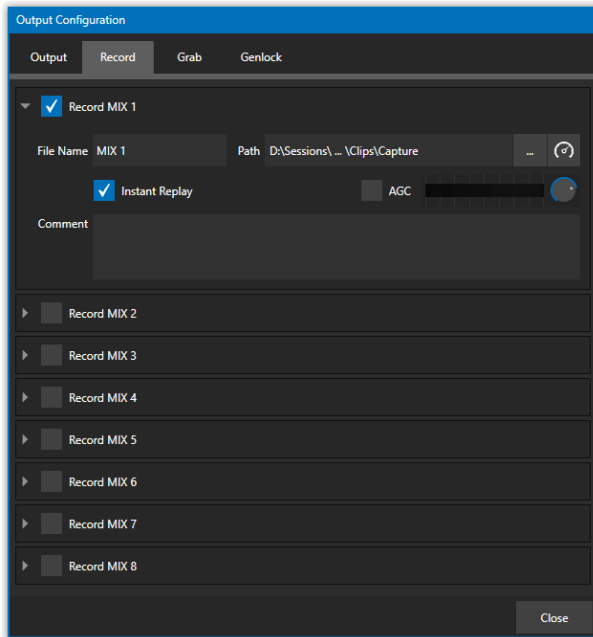 Output Configuration
Output Record Grab Genlock
Record MIX 1
File Name MIX 1 Path D:\Sessions\ ... \Clips\Capture ...
Instant Replay AGC
Comment
Record MIX 2
Record MIX 3
Record MIX 4
Record MIX 5
Record MIX 6
Record MIX 7
Record MIX 8
Close